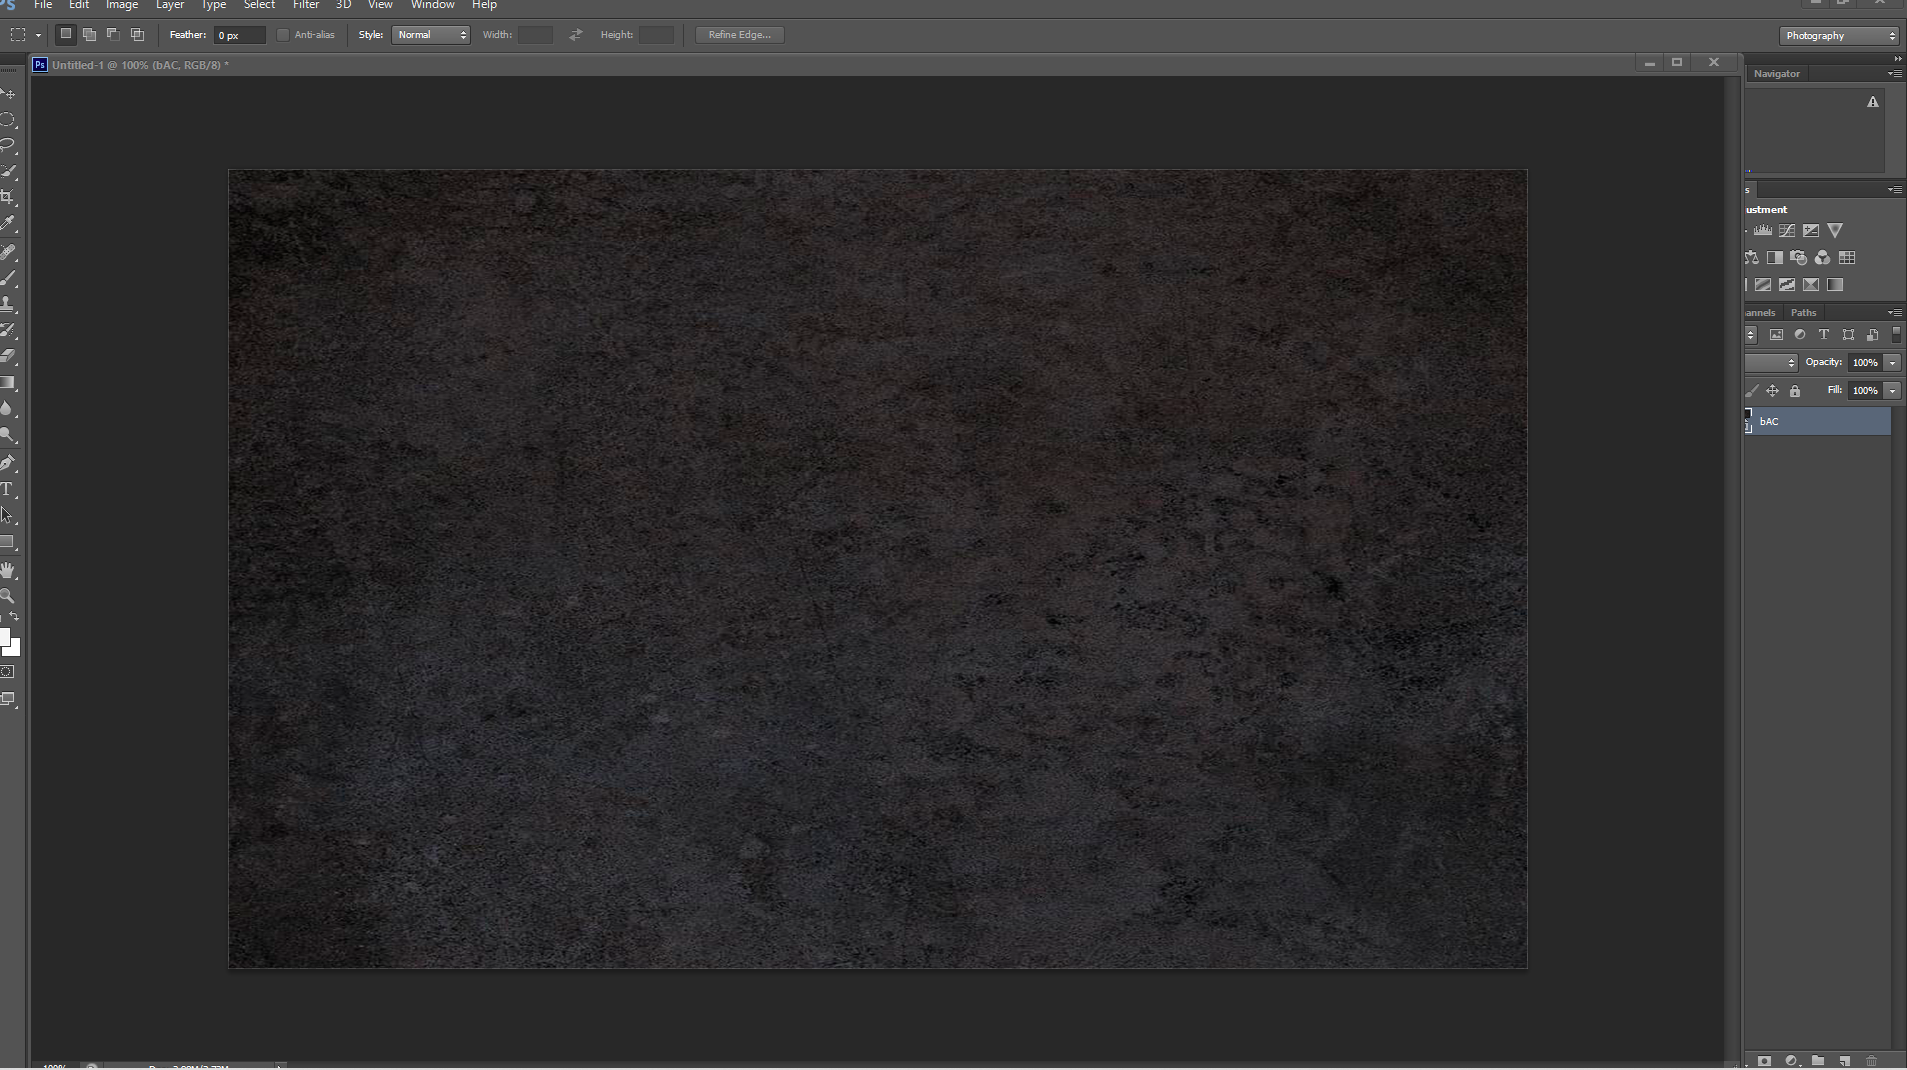 Ps File Edit Image Layer Type Select Filter 3D View Window Help
Feather: 0 px Anti-alias Style: Normal Width: Height: Refine Edge... Photography
Ps Untitled-1 @ 100% (bAC, RGB/8) *
Navigator
s
ustment
annels Paths
T
Opacity: 100%
Fill: 100%
bAC
T
100%